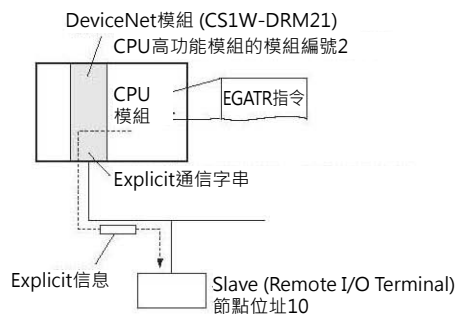 DeviceNet模組 (CS1W-DRM21)
CPU高功能模組的模組編號2
CPU
模組
EGATR指令
Explicit通信字串
Explicit信息
Slave (Remote I/O Terminal)
節點位址10